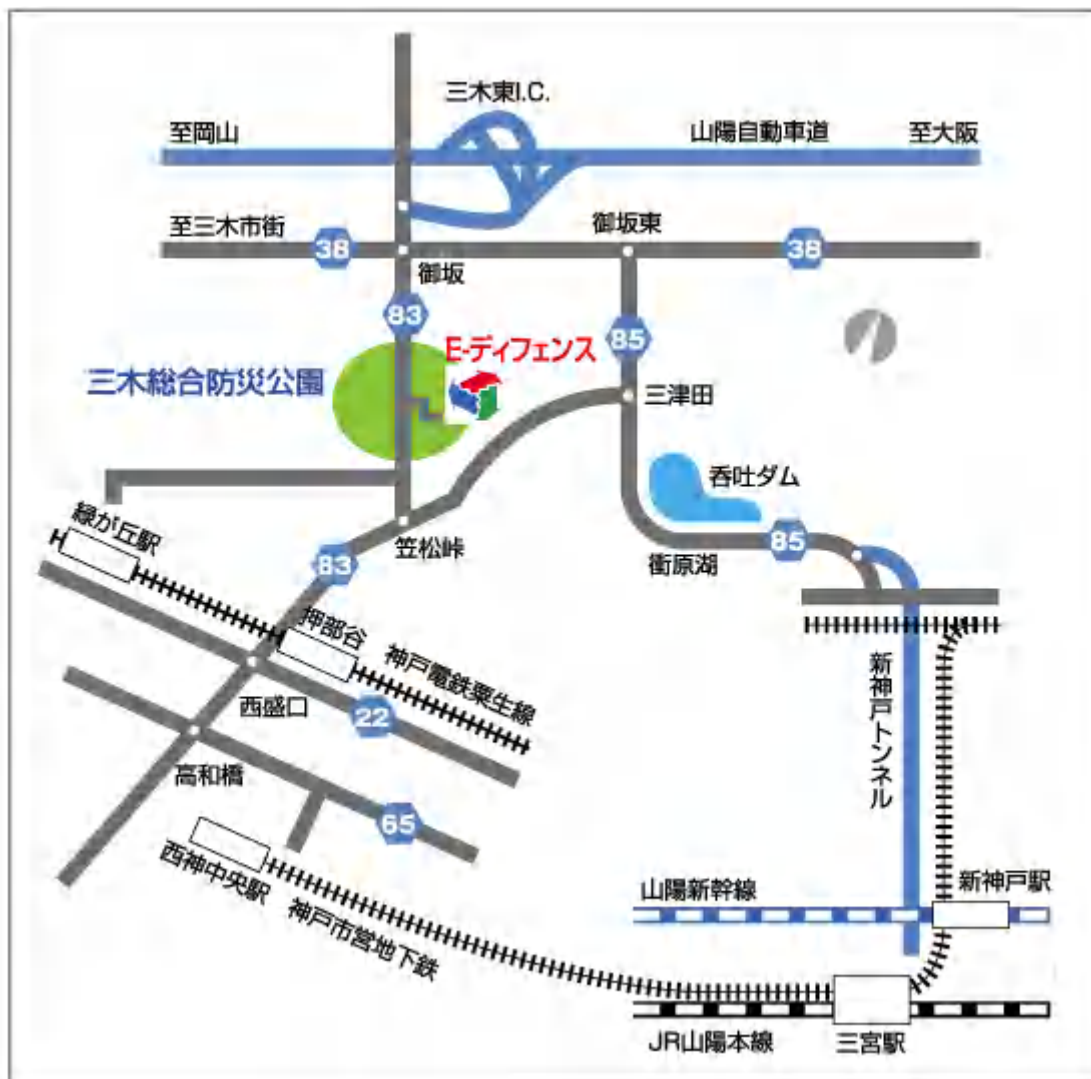 三木東I.C.
至岡山
山陽自動車道
至大阪
至三木市街
38
御坂東
38
御坂
83
E-ディフェンス
85
三木総合防災公園
三津田
呑吐ダム
緑が丘駅
笠松峠
83
衝原湖
85
押部谷
神戸電鉄粟生線
新神戸トンネル
西盛口
22
高和橋
65
西神中央駅
神戸市営地下鉄
山陽新幹線
新神戸駅
JR山陽本線
三宮駅